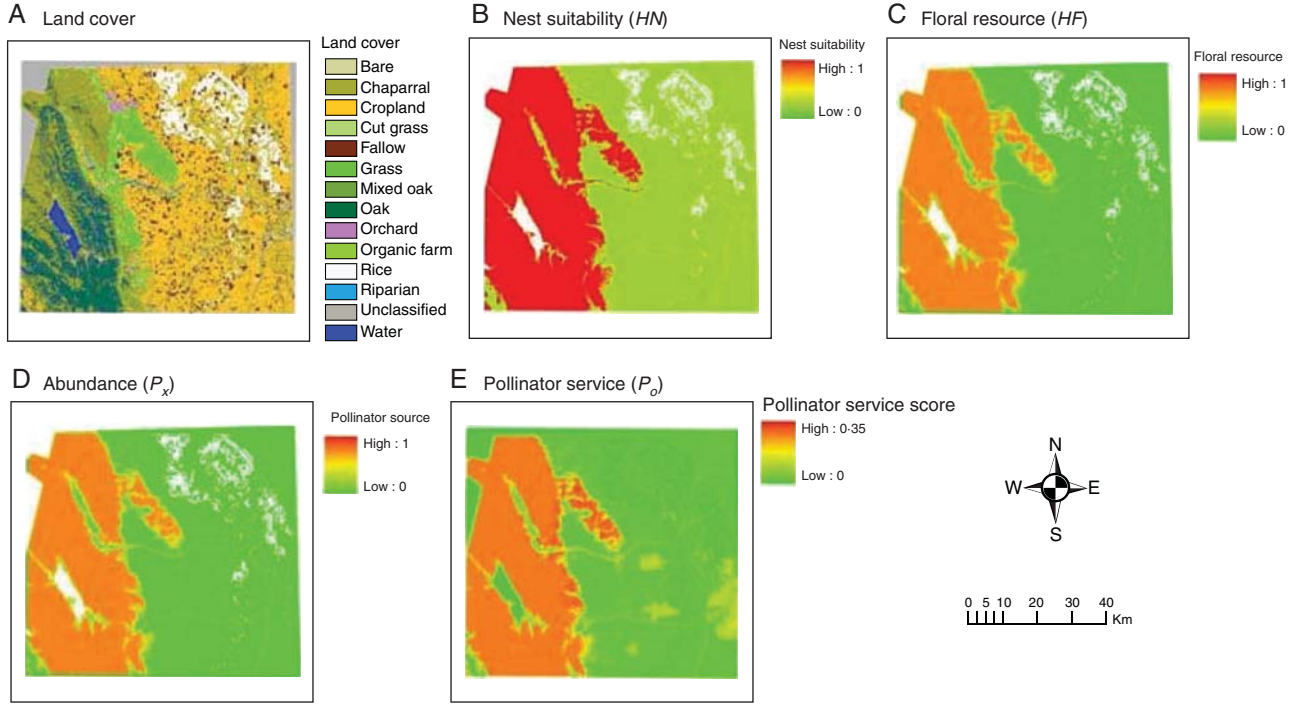 A Land cover
Land cover
Bare
Chaparral
Cropland
Cut grass
Fallow
Grass
Mixed oak
Oak
Orchard
Organic farm
Rice
Riparian
Unclassified
Water
B Nest suitability (HN)
Nest suitability
High : 1
Low : 0
C Floral resource (HF)
Floral resource
High : 1
Low : 0
D Abundance (Px)
Pollinator source
High : 1
Low : 0
E Pollinator service (Po)
Pollinator service score
High : 0·35
Low : 0
N
W E
S
0 5 10 20 30 40
Km